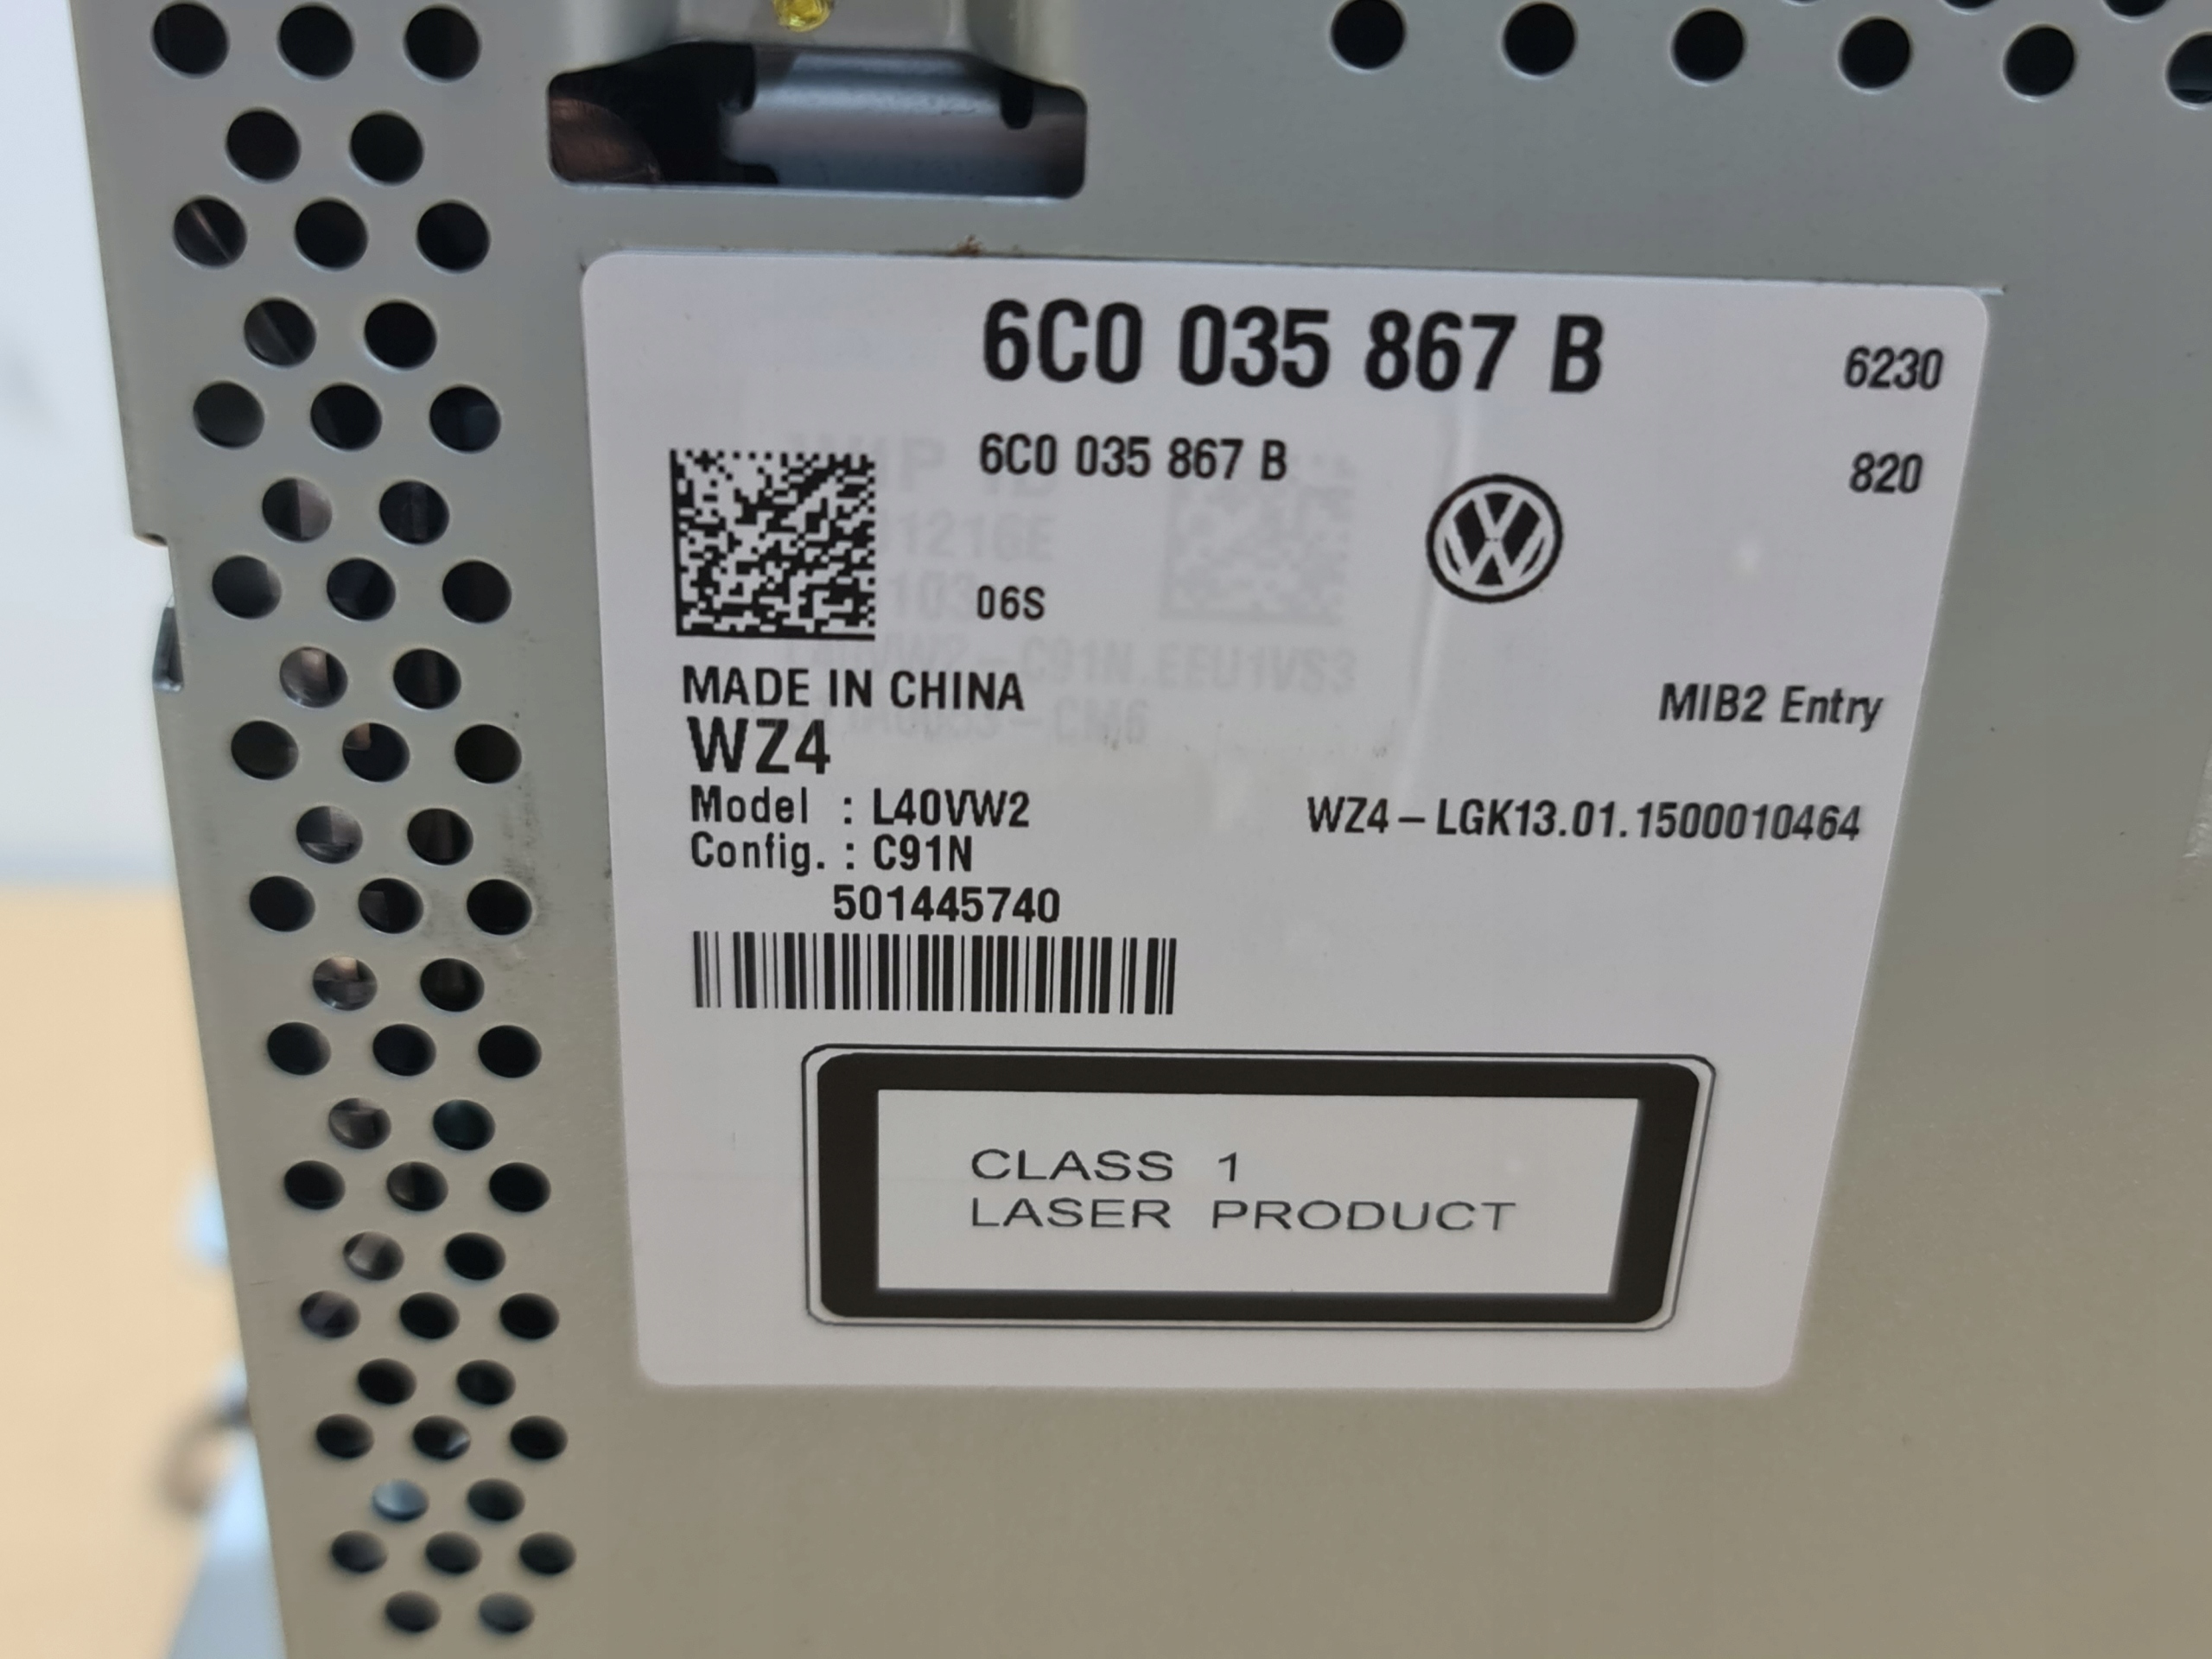 6C0 035 867 B
6230
6C0 035 867 B
820
06S
MADE IN CHINA
WZ4
MIB2 Entry
Model : L40VW2
WZ4-LGK13.01.1500010464
Config. : C91N
501445740
CLASS 1
LASER PRODUCT